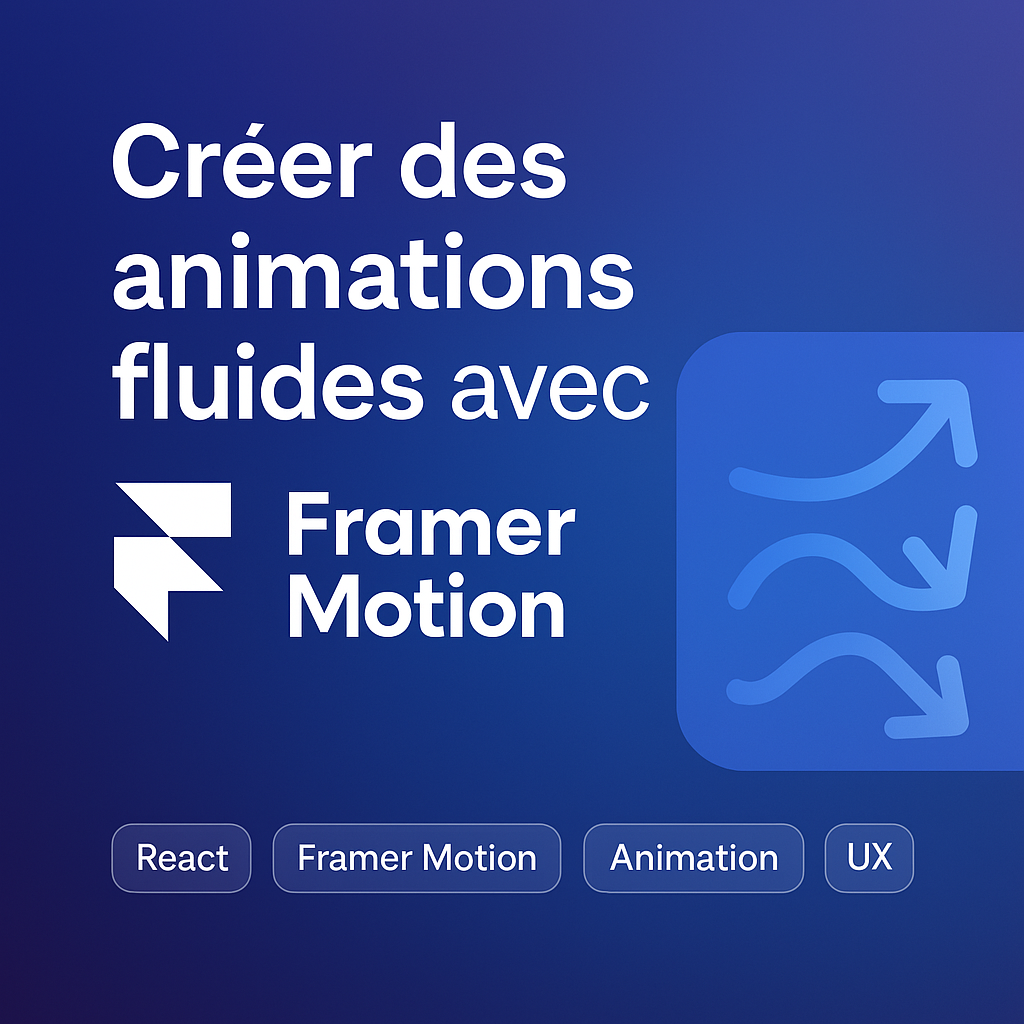 Créer des
animations
fluides avec
Framer
Motion
React
Framer Motion
Animation
UX